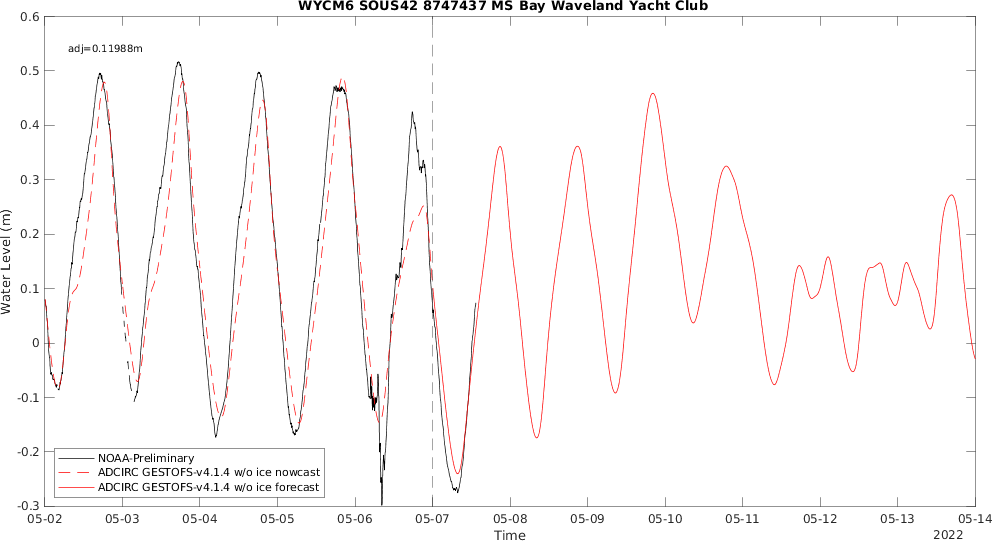 WYCM6 SOUS42 8747437 MS Bay Waveland Yacht Club
adj=0.11988m
Water Level (m)
0.6
0.5
0.4
0.3
0.2
0.1
0
-0.1
-0.2
-0.3
NOAA-Preliminary
ADCIRC GESTOFS-v4.1.4 w/o ice nowcast
ADCIRC GESTOFS-v4.1.4 w/o ice forecast
05-02 05-03 05-04 05-05 05-06 05-07 05-08 05-09 05-10 05-11 05-12 05-13 05-14
Time
2022